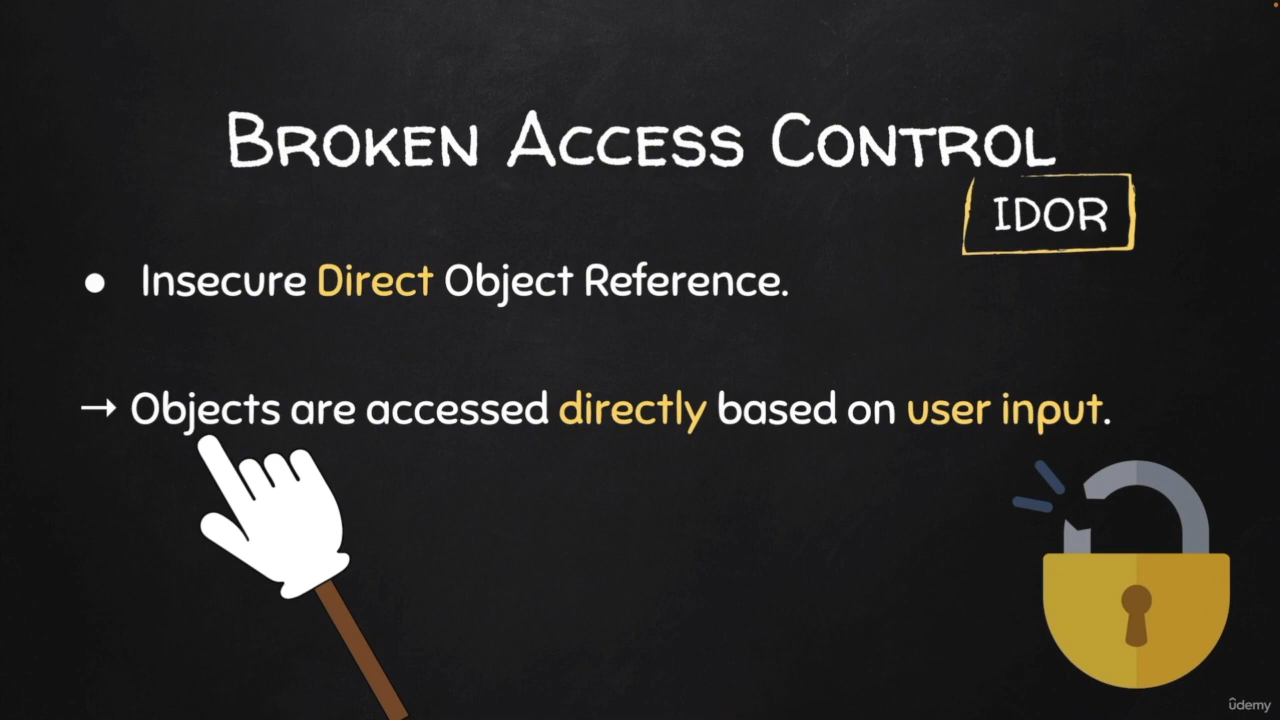 Broken Access Control
IDOR
● Insecure Direct Object Reference.
→ Objects are accessed directly based on user input.
ûdemy